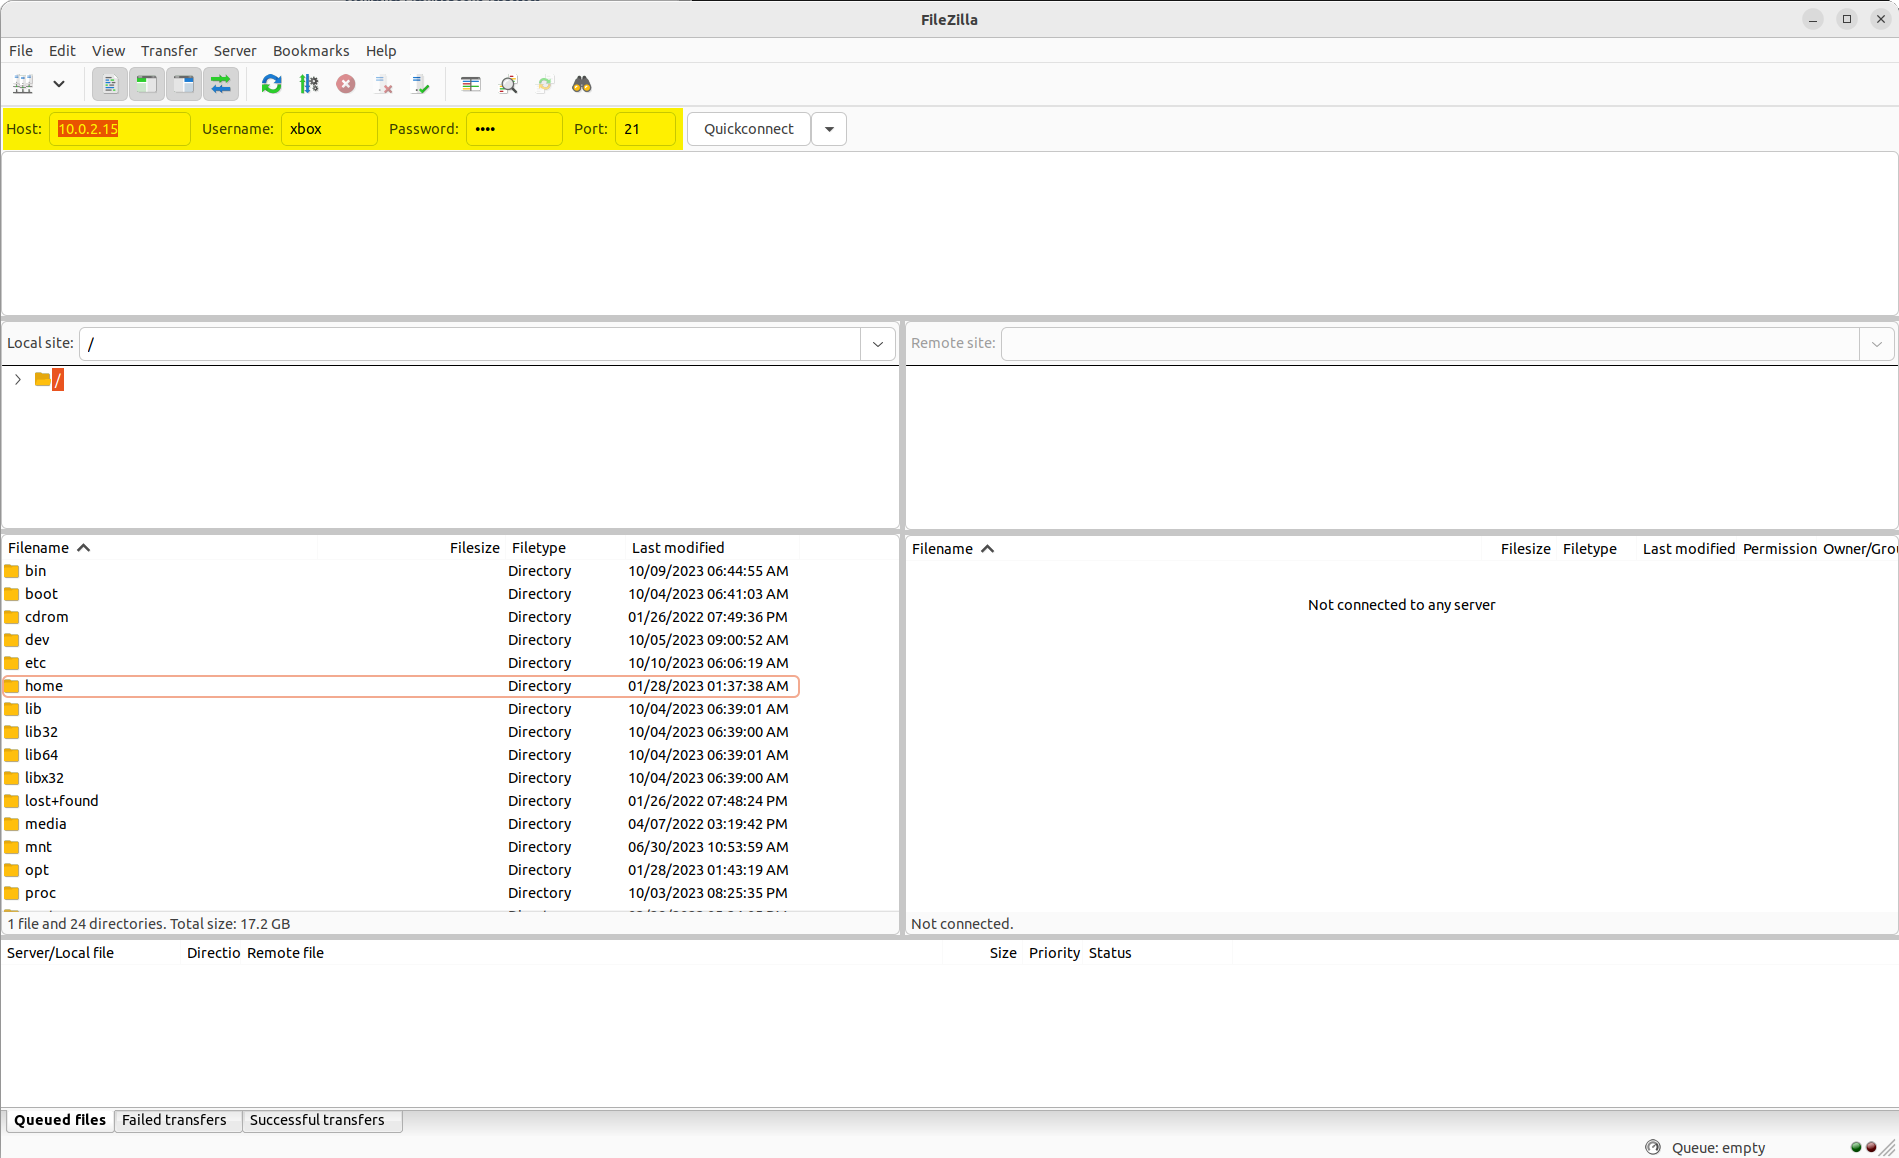 FileZilla
File Edit View Transfer Server Bookmarks Help
Host: 10.0.2.15 Username: xbox Password: •••• Port: 21 Quickconnect
Local site: /
Remote site:
/
Filename Filesize Filetype Last modified
bin Directory 10/09/2023 06:44:55 AM
boot Directory 10/04/2023 06:41:03 AM
cdrom Directory 01/26/2022 07:49:36 PM
dev Directory 10/05/2023 09:00:52 AM
etc Directory 10/10/2023 06:06:19 AM
home Directory 01/28/2023 01:37:38 AM
lib Directory 10/04/2023 06:39:01 AM
lib32 Directory 10/04/2023 06:39:00 AM
lib64 Directory 10/04/2023 06:39:01 AM
libx32 Directory 10/04/2023 06:39:00 AM
lost+found Directory 01/26/2022 07:48:24 PM
media Directory 04/07/2022 03:19:42 PM
mnt Directory 06/30/2023 10:53:59 AM
opt Directory 01/28/2023 01:43:19 AM
proc Directory 10/03/2023 08:25:35 PM
1 file and 24 directories. Total size: 17.2 GB
Filename Filesize Filetype Last modified Permission Owner/Grou
Not connected to any server
Not connected.
Server/Local file Directio Remote file Size Priority Status
Queued files Failed transfers Successful transfers
Queue: empty